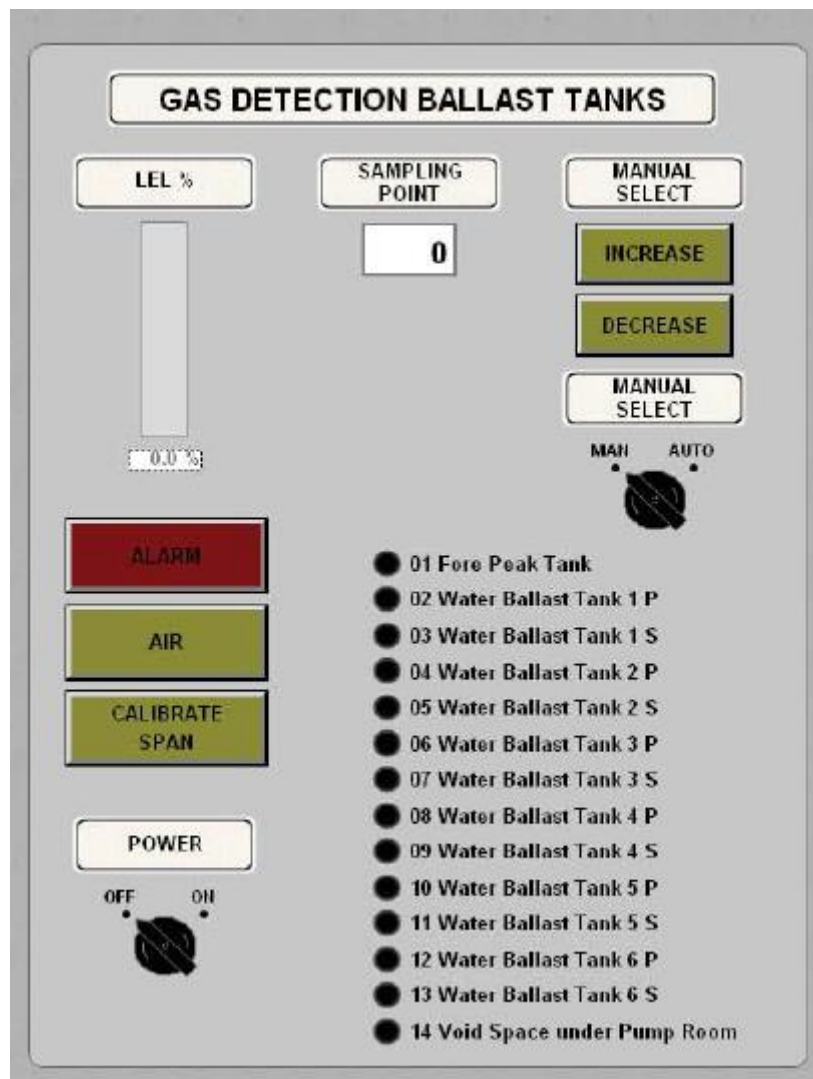 GAS DETECTION BALLAST TANKS
LEL %
SAMPLING
POINT
MANUAL
SELECT
0
INCREASE
DECREASE
MANUAL
SELECT
0.0 %
MAN AUTO
ALARM
AIR
CALIBRATE
SPAN
POWER
OFF ON
01 Fore Peak Tank
02 Water Ballast Tank 1 P
03 Water Ballast Tank 1 S
04 Water Ballast Tank 2 P
05 Water Ballast Tank 2 S
06 Water Ballast Tank 3 P
07 Water Ballast Tank 3 S
08 Water Ballast Tank 4 P
09 Water Ballast Tank 4 S
10 Water Ballast Tank 5 P
11 Water Ballast Tank 5 S
12 Water Ballast Tank 6 P
13 Water Ballast Tank 6 S
14 Void Space under Pump Room